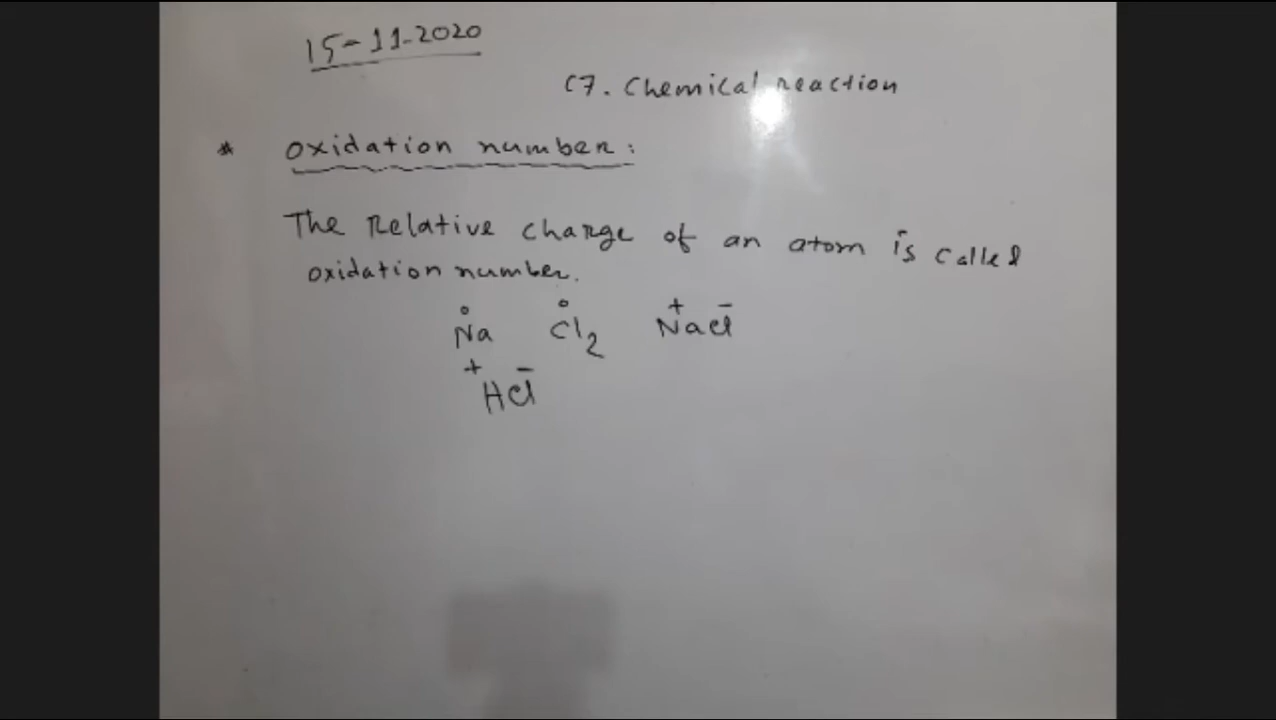 15-11-2020
C7. Chemical reaction
* oxidation number:
The Relative charge of an atom is called
oxidation number.
o o + −
Na Cl2 NaCl
+ −
HCl